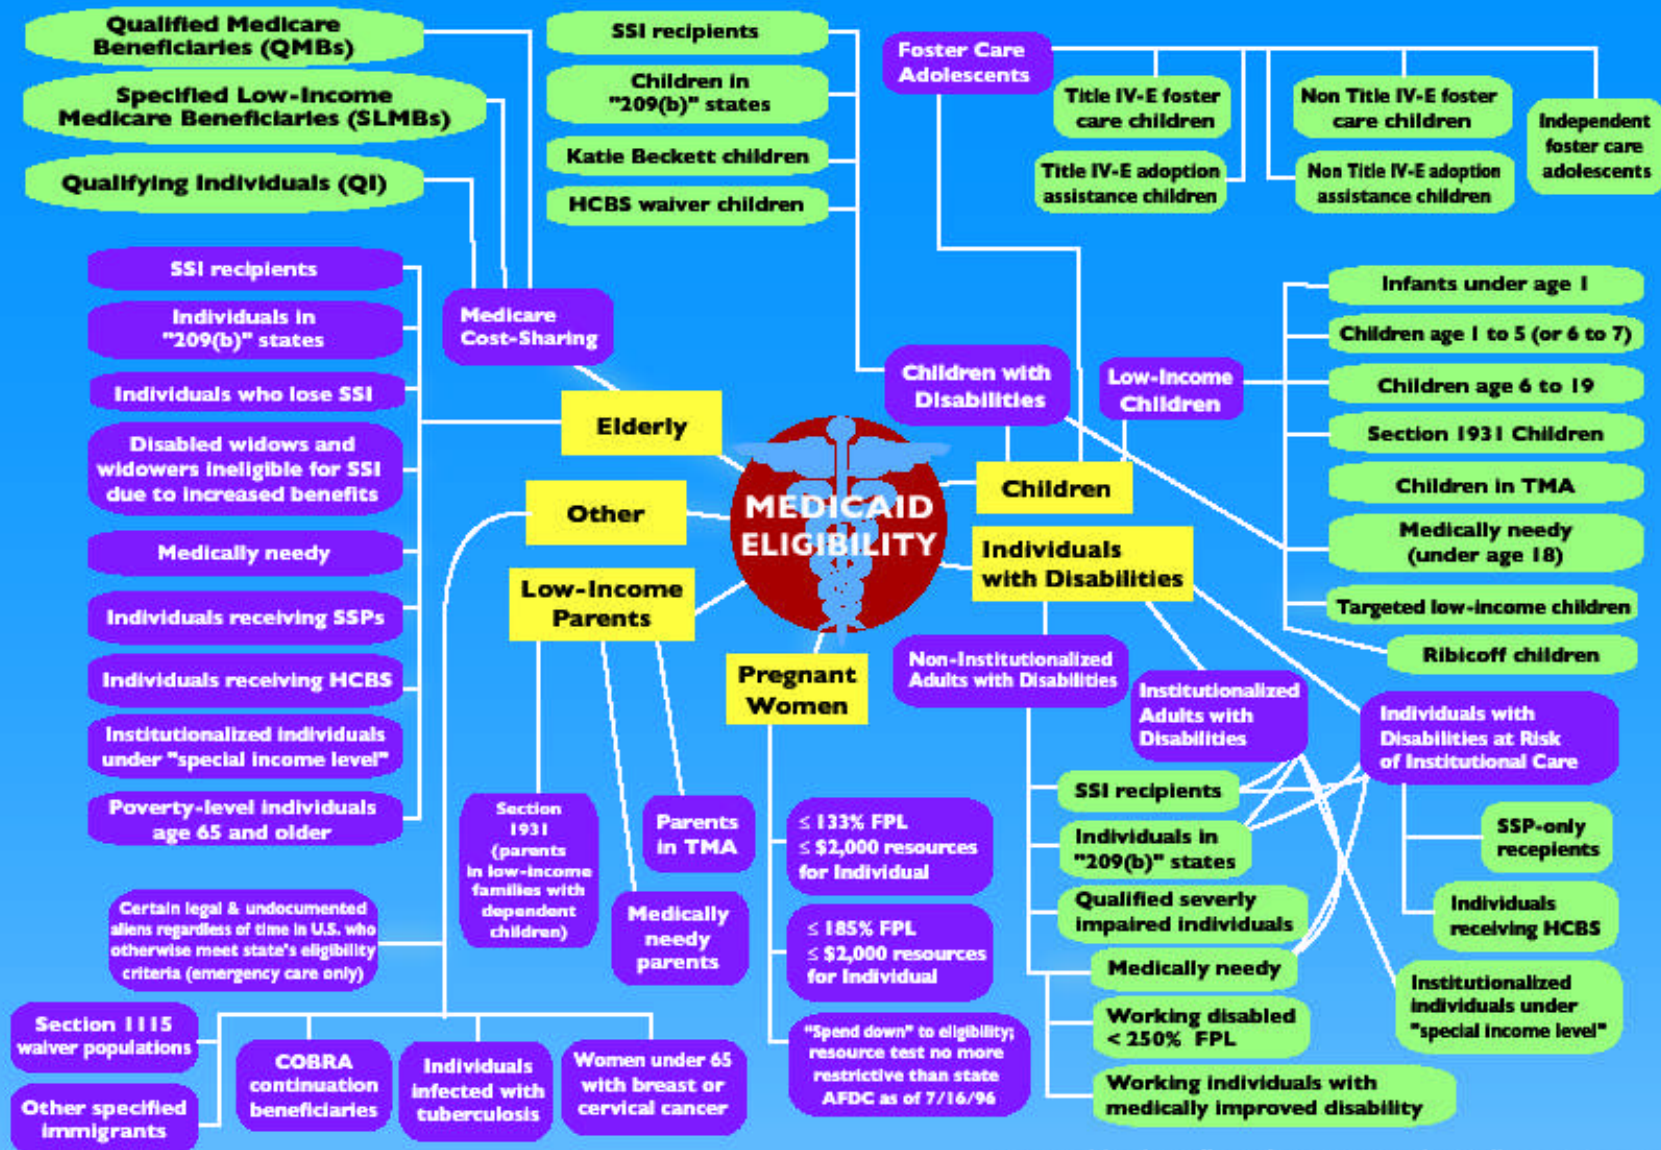 Qualified Medicare
Beneficiaries (QMBs)
Specified Low-Income
Medicare Beneficiaries (SLMBs)
Qualifying Individuals (QI)
SSI recipients
Children in
"209(b)" states
Katie Beckett children
HCBS waiver children
Foster Care
Adolescents
Title IV-E foster
care children
Non Title IV-E foster
care children
Independent
foster care
adolescents
Title IV-E adoption
assistance children
Non Title IV-E adoption
assistance children
SSI recipients
Individuals in
"209(b)" states
Individuals who lose SSI
Disabled widows and
widowers ineligible for SSI
due to increased benefits
Medically needy
Individuals receiving SSPs
Individuals receiving HCBS
Institutionalized individuals
under "special income level"
Poverty-level individuals
age 65 and older
Medicare
Cost-Sharing
Elderly
Other
Low-Income
Parents
Pregnant
Women
MEDICAID
ELIGIBILITY
Children with
Disabilities
Low-Income
Children
Children
Individuals
with Disabilities
Infants under age 1
Children age 1 to 5 (or 6 to 7)
Children age 6 to 19
Section 1931 Children
Children in TMA
Medically needy
(under age 18)
Targeted low-income children
Ribicoff children
Non-Institutionalized
Adults with Disabilities
Institutionalized
Adults with
Disabilities
Individuals with
Disabilities at Risk
of Institutional Care
SSI recipients
Individuals in
"209(b)" states
Qualified severly
impaired individuals
Medically needy
Working disabled
< 250% FPL
Working individuals with
medically improved disability
SSP-only
recepients
Individuals
receiving HCBS
Institutionalized
individuals under
"special income level"
Section
1931
(parents
in low-income
families with
dependent
children)
Parents
in TMA
Medically
needy
parents
≤ 133% FPL
≤ $2,000 resources
for Individual
≤ 185% FPL
≤ $2,000 resources
for Individual
"Spend down" to eligibility;
resource test no more
restrictive than state
AFDC as of 7/16/96
Certain legal & undocumented
aliens regardless of time in U.S. who
otherwise meet state's eligibility
criteria (emergency care only)
Section 1115
waiver populations
Other specified
immigrants
COBRA
continuation
beneficiaries
Individuals
infected with
tuberculosis
Women under 65
with breast or
cervical cancer